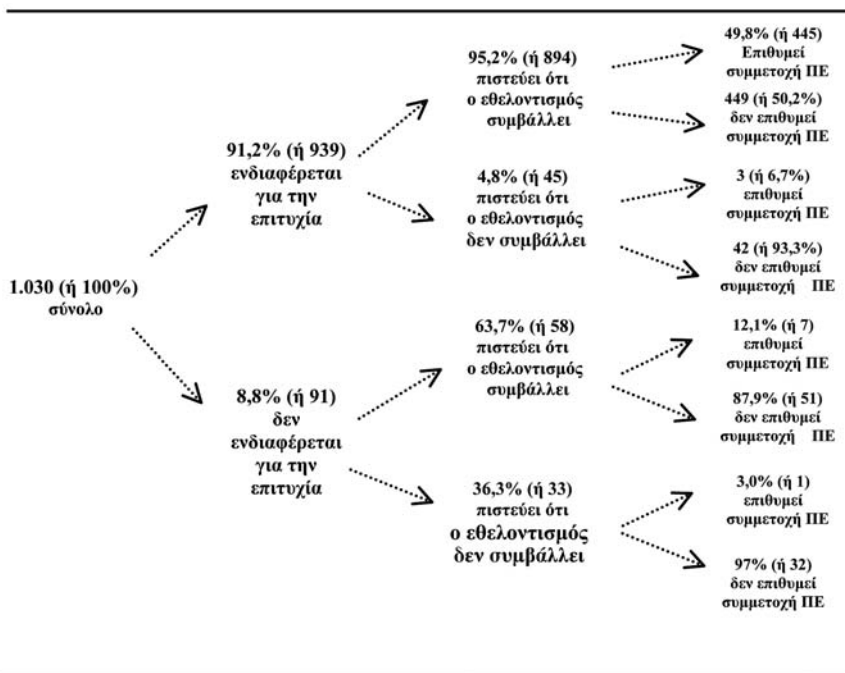 1.030 (ή 100%)
σύνολο
91,2% (ή 939)
ενδιαφέρεται
για την
επιτυχία
8,8% (ή 91)
δεν
ενδιαφέρεται
για την
επιτυχία
95,2% (ή 894)
πιστεύει ότι
ο εθελοντισμός
συμβάλλει
4,8% (ή 45)
πιστεύει ότι
ο εθελοντισμός
δεν συμβάλλει
63,7% (ή 58)
πιστεύει ότι
ο εθελοντισμός
συμβάλλει
36,3% (ή 33)
πιστεύει ότι
ο εθελοντισμός
δεν συμβάλλει
49,8% (ή 445)
Επιθυμεί
συμμετοχή ΠΕ
449 (ή 50,2%)
δεν επιθυμεί
συμμετοχή ΠΕ
3 (ή 6,7%)
επιθυμεί
συμμετοχή ΠΕ
42 (ή 93,3%)
δεν επιθυμεί
συμμετοχή ΠΕ
12,1% (ή 7)
επιθυμεί
συμμετοχή ΠΕ
87,9% (ή 51)
δεν επιθυμεί
συμμετοχή ΠΕ
3,0% (ή 1)
επιθυμεί
συμμετοχή ΠΕ
97% (ή 32)
δεν επιθυμεί
συμμετοχή ΠΕ